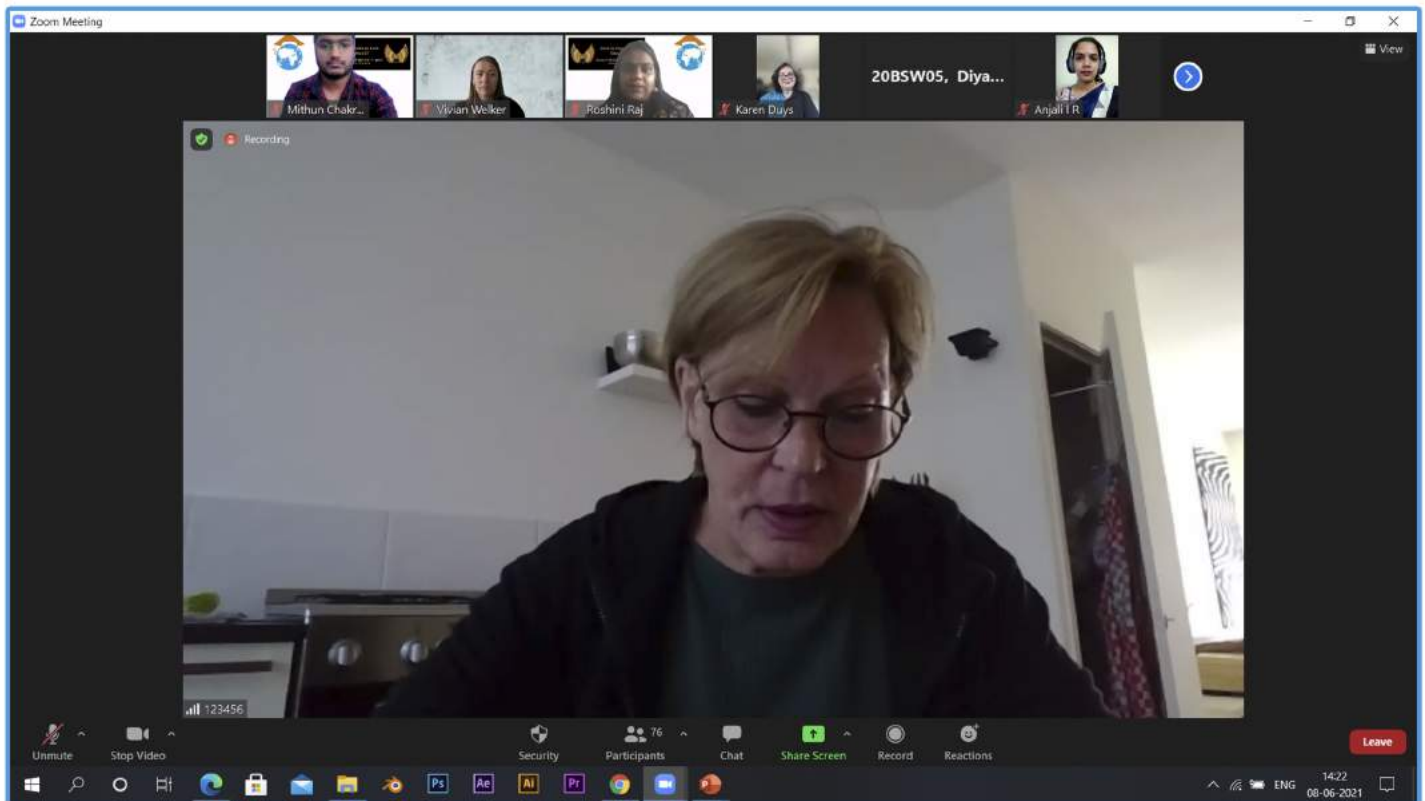 Zoom Meeting
View
Mithun Chakr...
Vivian Welker
Roshini Raj
Karen Duys
20BSW05, Diya...
Anjali I R
Recording
123456
Unmute
Stop Video
Security
Participants
76
Chat
Share Screen
Record
Reactions
Leave
Ps
Ae
Ai
Pr
ENG
14:22
08-06-2021